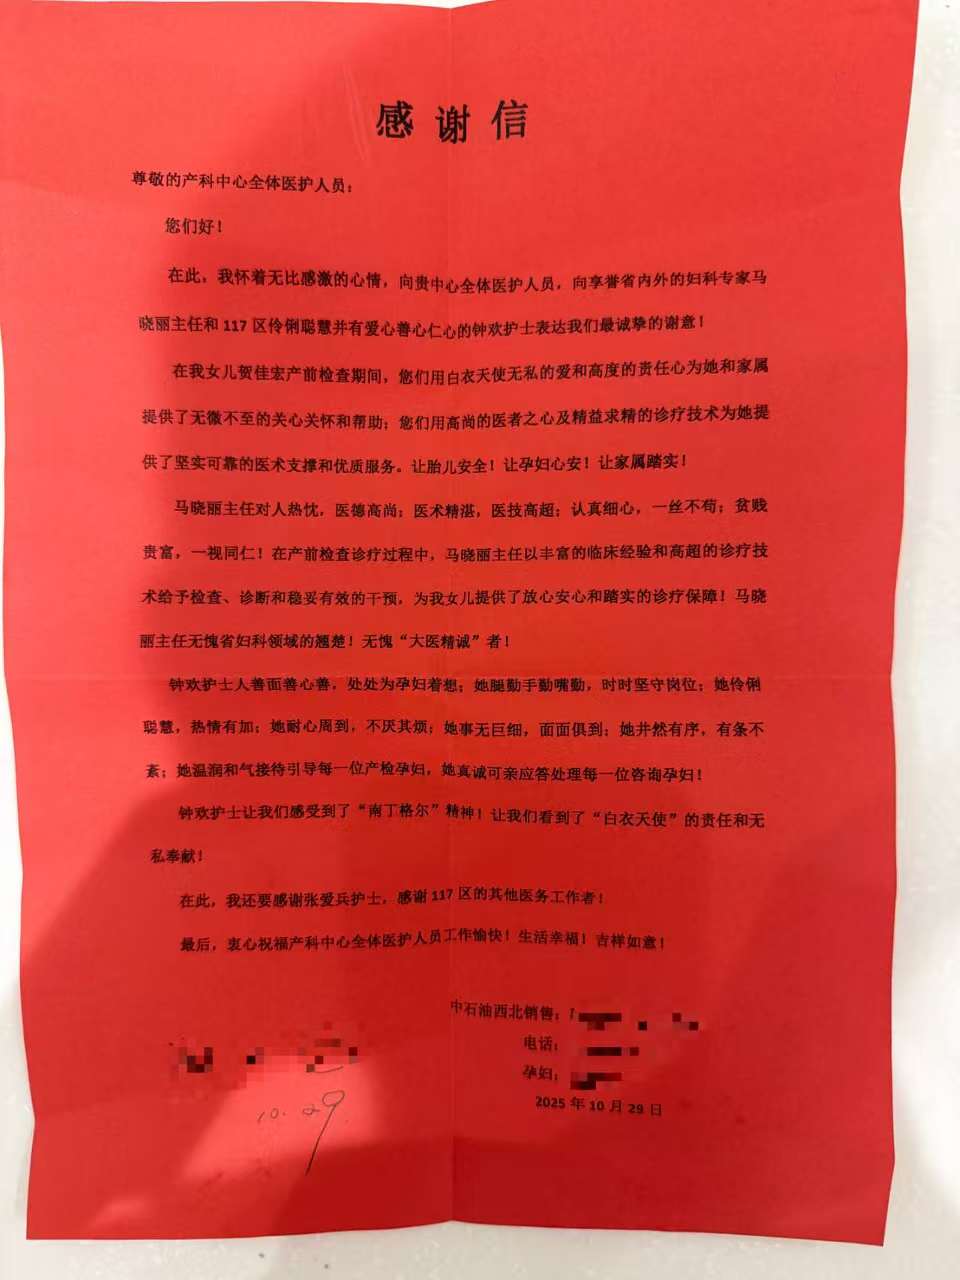 感谢信
尊敬的产科中心全体医护人员：
您们好！
在此，我怀着无比感激的心情，向贵中心全体医护人员，向享誉省内外的妇科专家马
晓丽主任和 117 区伶俐聪慧并有爱心善心仁心的钟欢护士表达我们最诚挚的谢意！
在我女儿贺佳宏产前检查期间，您们用白衣天使无私的爱和高度的责任心为她和家属
提供了无微不至的关心关怀和帮助；您们用高尚的医者之心及精益求精的诊疗技术为她提
供了坚实可靠的医术支撑和优质服务。让胎儿安全！让孕妇心安！让家属踏实！
马晓丽主任对人热忱，医德高尚；医术精湛，医技高超；认真细心，一丝不苟；贫贱
贵富，一视同仁！在产前检查诊疗过程中，马晓丽主任以丰富的临床经验和高超的诊疗技
术给予检查、诊断和稳妥有效的干预，为我女儿提供了放心安心和踏实的诊疗保障！马晓
丽主任无愧省妇科领域的翘楚！无愧“大医精诚”者！
钟欢护士人善面善心善，处处为孕妇着想；她腿勤手勤嘴勤，时时坚守岗位；她伶俐
聪慧，热情有加；她耐心周到，不厌其烦；她事无巨细，面面俱到；她井然有序，有条不
紊；她温润和气接待引导每一位产检孕妇，她真诚可亲应答处理每一位咨询孕妇！
钟欢护士让我们感受到了“南丁格尔”精神！让我们看到了“白衣天使”的责任和无
私奉献！
在此，我还要感谢张爱兵护士，感谢 117 区的其他医务工作者！
最后，衷心祝福产科中心全体医护人员工作愉快！生活幸福！吉祥如意！
中石油西北销售：
电话：
孕妇：
2025 年 10 月 29 日
10.29